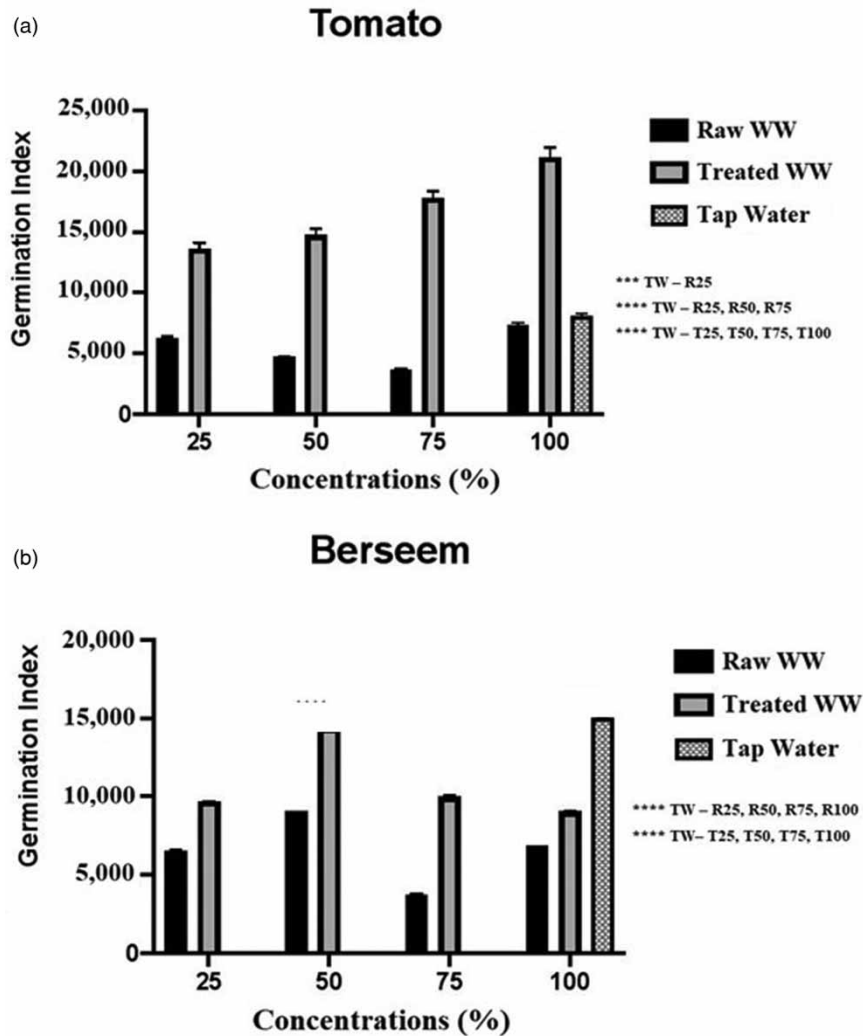 (a)
Tomato
Germination Index
25,000
20,000
15,000
10,000
5,000
0
25 50 75 100
Concentrations (%)
Raw WW
Treated WW
Tap Water
*** TW – R25
**** TW – R25, R50, R75
**** TW – T25, T50, T75, T100
(b)
Berseem
Germination Index
20,000
15,000
10,000
5,000
0
25 50 75 100
Concentrations (%)
Raw WW
Treated WW
Tap Water
**** TW – R25, R50, R75, R100
**** TW– T25, T50, T75, T100